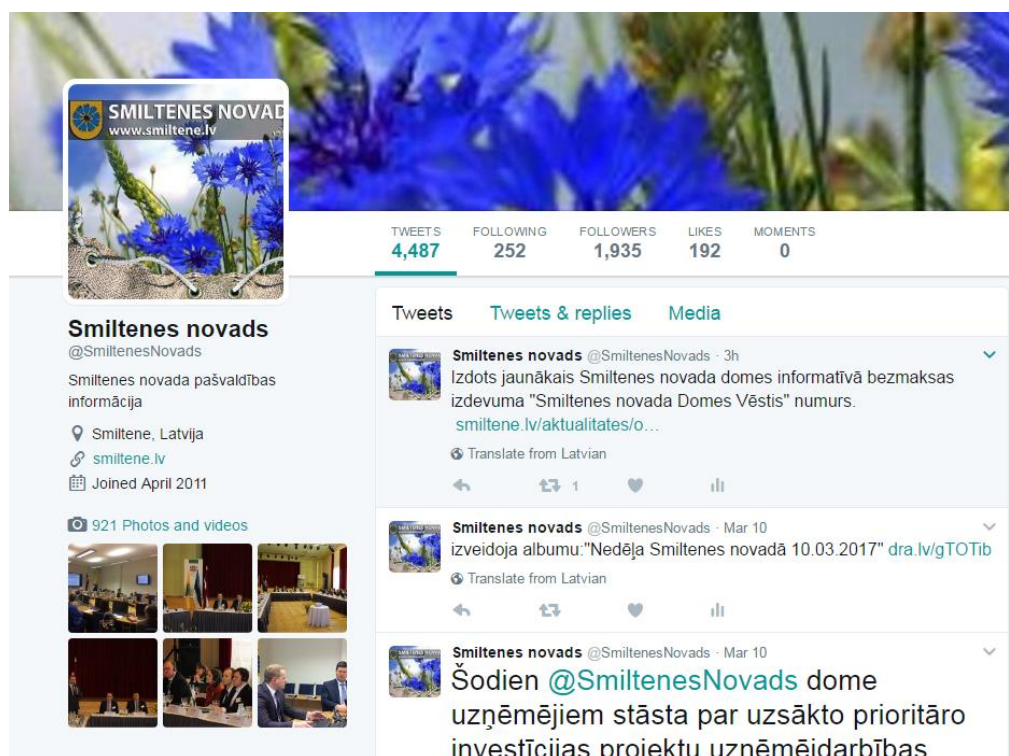 SMILTENES NOVAD
www.smiltene.lv
TWEETS
4,487
FOLLOWING
252
FOLLOWERS
1,935
LIKES
192
MOMENTS
0
Smiltenes novads
@SmiltenesNovads
Smiltenes novada pašvaldības
informācija
Smiltene, Latvija
smiltene.lv
Joined April 2011
921 Photos and videos
Tweets
Tweets & replies
Media
Smiltenes novads @SmiltenesNovads · 3h
Izdots jaunākais Smiltenes novada domes informatīvā bezmaksas
izdevuma "Smiltenes novada Domes Vēstis" numurs.
smiltene.lv/aktualitates/o...
Translate from Latvian
1
Smiltenes novads @SmiltenesNovads · Mar 10
izveidoja albumu:"Nedēļa Smiltenes novadā 10.03.2017" dra.lv/gTOTib
Translate from Latvian
Smiltenes novads @SmiltenesNovads · Mar 10
Šodien @SmiltenesNovads dome
uzņēmējiem stāsta par uzsākto prioritāro
investīcijas projektu uzņēmējdarbības